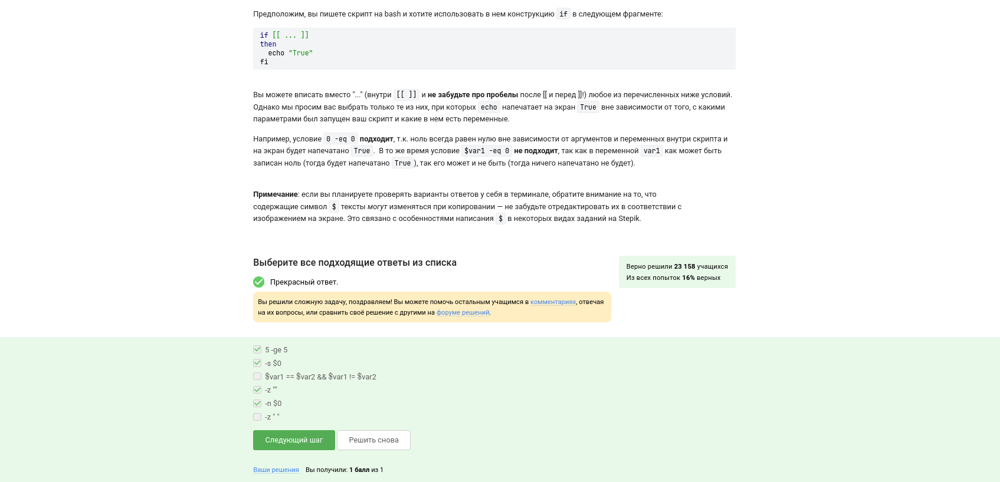 Предположим, вы пишете скрипт на bash и хотите использовать в нем конструкцию if в следующем фрагменте:
if [[ ... ]]
then
echo "True"
fi
Вы можете вписать вместо "..." (внутри [[ ]] и не забудьте про пробелы после [[ и перед ]]!) любое из перечисленных ниже условий.
Однако мы просим вас выбрать только те из них, при которых echo напечатает на экран True вне зависимости от того, с какими
параметрами был запущен ваш скрипт и какие в нем есть переменные.
Например, условие 0 -eq 0 подходит, т.к. ноль всегда равен нулю вне зависимости от аргументов и переменных внутри скрипта и
на экран будет напечатано True. В то же время условие $var1 -eq 0 не подходит, так как в переменной var1 как может быть
записан ноль (тогда будет напечатано True), так его может и не быть (тогда ничего напечатано не будет).
Примечание: если вы планируете проверять варианты ответов у себя в терминале, обратите внимание на то, что
содержащие символ $ тексты могут изменяться при копировании — не забудьте отредактировать их в соответствии с
изображением на экране. Это связано с особенностями написания $ в некоторых видах заданий на Stepik.
Выберите все подходящие ответы из списка
Верно решили 23 158 учащихся
Из всех попыток 16% верных
Прекрасный ответ.
Вы решили сложную задачу, поздравляем! Вы можете помочь остальным учащимся в комментариях, отвечая
на их вопросы, или сравнить своё решение с другими на форуме решений.
5 -ge 5
-s $0
$var1 == $var2 && $var1 != $var2
-z ""
-n $0
-z " "
Следующий шаг
Решить снова
Ваши решения Вы получили: 1 балл из 1